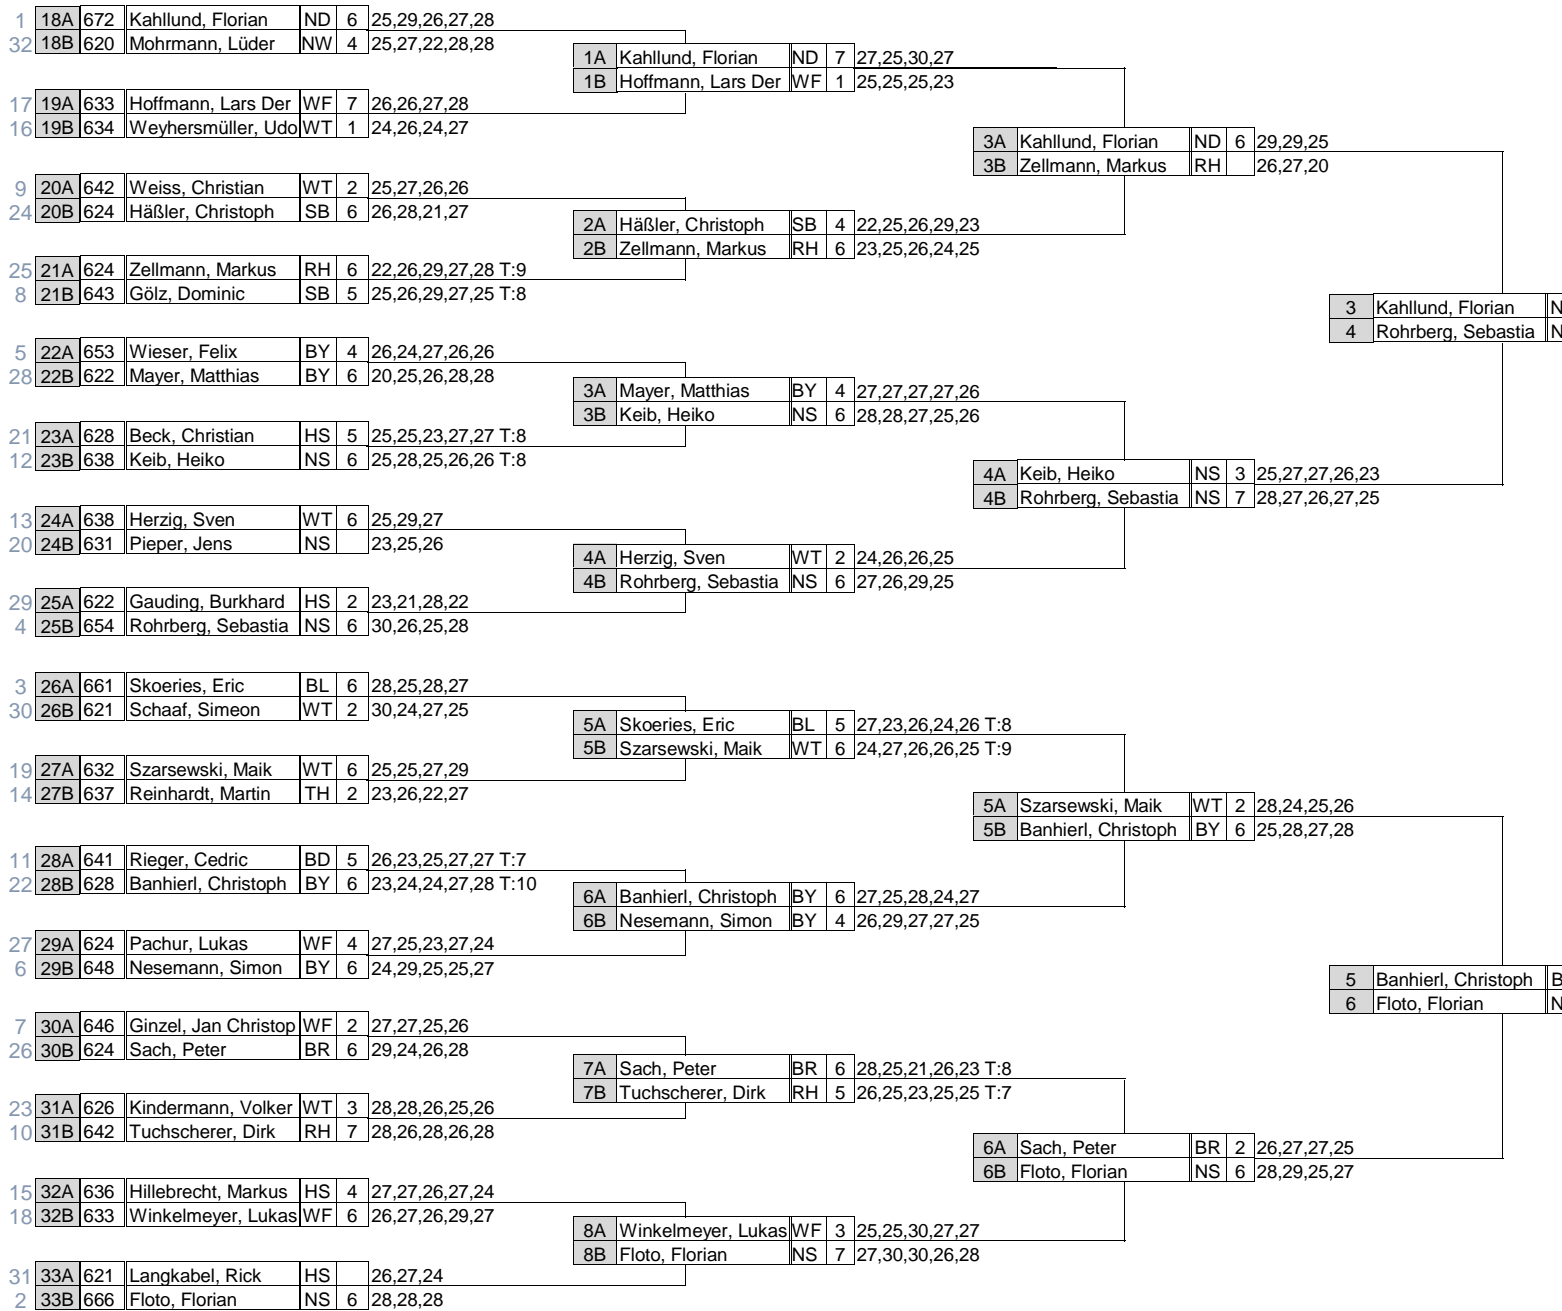 1 18A 672 Kahllund, Florian ND 6 25,29,26,27,28
32 18B 620 Mohrmann, Lüder NW 4 25,27,22,28,28
17 19A 633 Hoffmann, Lars Der WF 7 26,26,27,28
16 19B 634 Weyhersmüller, Udo WT 1 24,26,24,27
9 20A 642 Weiss, Christian WT 2 25,27,26,26
24 20B 624 Häßler, Christoph SB 6 26,28,21,27
25 21A 624 Zellmann, Markus RH 6 22,26,29,27,28 T:9
8 21B 643 Gölz, Dominic SB 5 25,26,29,27,25 T:8
5 22A 653 Wieser, Felix BY 4 26,24,27,26,26
28 22B 622 Mayer, Matthias BY 6 20,25,26,28,28
21 23A 628 Beck, Christian HS 5 25,25,23,27,27 T:8
12 23B 638 Keib, Heiko NS 6 25,28,25,26,26 T:8
13 24A 638 Herzig, Sven WT 6 25,29,27
20 24B 631 Pieper, Jens NS 23,25,26
29 25A 622 Gauding, Burkhard HS 2 23,21,28,22
4 25B 654 Rohrberg, Sebastia NS 6 30,26,25,28
3 26A 661 Skoeries, Eric BL 6 28,25,28,27
30 26B 621 Schaaf, Simeon WT 2 30,24,27,25
19 27A 632 Szarsewski, Maik WT 6 25,25,27,29
14 27B 637 Reinhardt, Martin TH 2 23,26,22,27
11 28A 641 Rieger, Cedric BD 5 26,23,25,27,27 T:7
22 28B 628 Banhierl, Christoph BY 6 23,24,24,27,28 T:10
27 29A 624 Pachur, Lukas WF 4 27,25,23,27,24
6 29B 648 Nesemann, Simon BY 6 24,29,25,25,27
7 30A 646 Ginzel, Jan Christop WF 2 27,27,25,26
26 30B 624 Sach, Peter BR 6 29,24,26,28
23 31A 626 Kindermann, Volker WT 3 28,28,26,25,26
10 31B 642 Tuchscherer, Dirk RH 7 28,26,28,26,28
15 32A 636 Hillebrecht, Markus HS 4 27,27,26,27,24
18 32B 633 Winkelmeyer, Lukas WF 6 26,27,26,29,27
31 33A 621 Langkabel, Rick HS 26,27,24
2 33B 666 Floto, Florian NS 6 28,28,28
1A Kahllund, Florian ND 7 27,25,30,27
1B Hoffmann, Lars Der WF 1 25,25,25,23
2A Häßler, Christoph SB 4 22,25,26,29,23
2B Zellmann, Markus RH 6 23,25,26,24,25
3A Mayer, Matthias BY 4 27,27,27,27,26
3B Keib, Heiko NS 6 28,28,27,25,26
4A Herzig, Sven WT 2 24,26,26,25
4B Rohrberg, Sebastia NS 6 27,26,29,25
5A Skoeries, Eric BL 5 27,23,26,24,26 T:8
5B Szarsewski, Maik WT 6 24,27,26,26,25 T:9
6A Banhierl, Christoph BY 6 27,25,28,24,27
6B Nesemann, Simon BY 4 26,29,27,27,25
7A Sach, Peter BR 6 28,25,21,26,23 T:8
7B Tuchscherer, Dirk RH 5 26,25,23,25,25 T:7
8A Winkelmeyer, Lukas WF 3 25,25,30,27,27
8B Floto, Florian NS 7 27,30,30,26,28
3A Kahllund, Florian ND 6 29,29,25
3B Zellmann, Markus RH 26,27,20
4A Keib, Heiko NS 3 25,27,27,26,23
4B Rohrberg, Sebastia NS 7 28,27,26,27,25
5A Szarsewski, Maik WT 2 28,24,25,26
5B Banhierl, Christoph BY 6 25,28,27,28
6A Sach, Peter BR 2 26,27,27,25
6B Floto, Florian NS 6 28,29,25,27
3 Kahllund, Florian N
4 Rohrberg, Sebastia N
5 Banhierl, Christoph B
6 Floto, Florian N